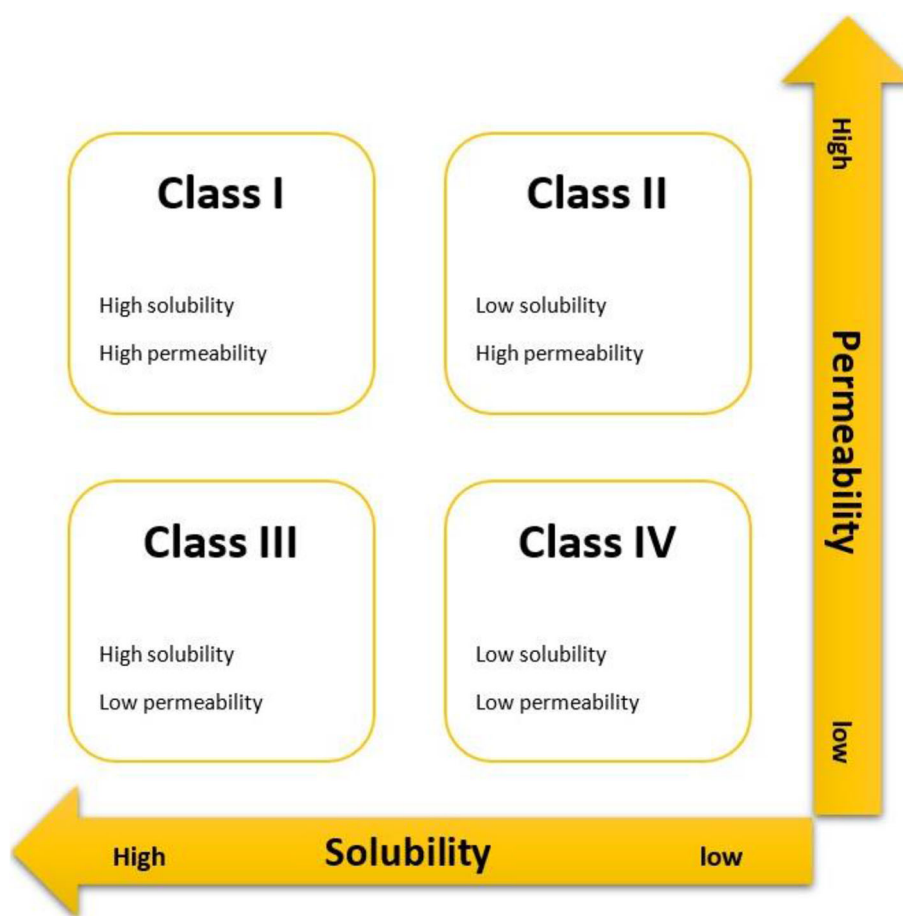 Class I
High solubility
High permeability
Class II
Low solubility
High permeability
Class III
High solubility
Low permeability
Class IV
Low solubility
Low permeability
High
Permeability
low
High
Solubility
low